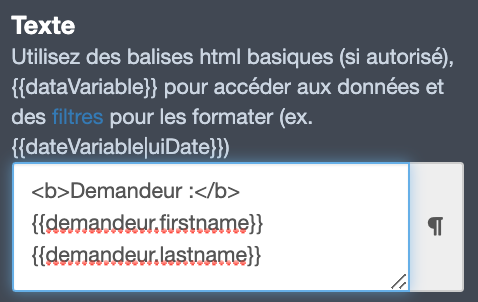 Texte
Utilisez des balises html basiques (si autorisé),
{{dataVariable}} pour accéder aux données et
des filtres pour les formater (ex.
{{dateVariable|uiDate}})
<b>Demandeur :</b>
{{demandeur.firstname}}
{{demandeur.lastname}}
¶